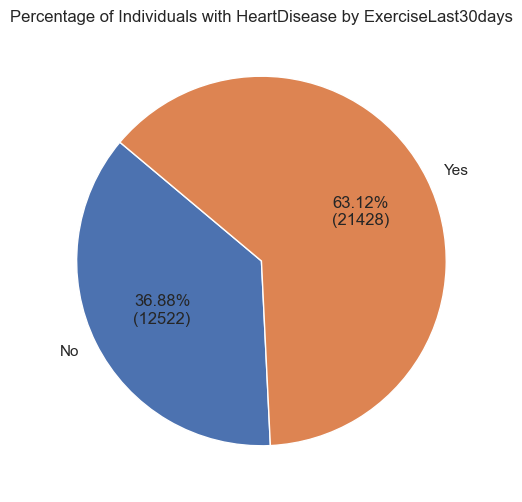 Percentage of Individuals with HeartDisease by ExerciseLast30days
Yes
63.12%
(21428)
36.88%
(12522)
No